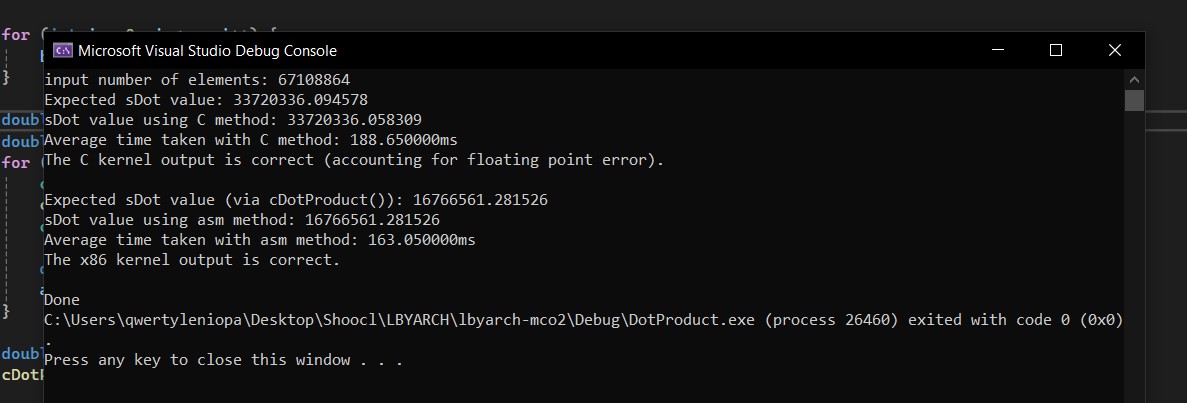 for
Microsoft Visual Studio Debug Console
}
input number of elements: 67108864
Expected sDot value: 33720336.094578
doubl
sDot value using C method: 33720336.058309
doubl
Average time taken with C method: 188.650000ms
for (
The C kernel output is correct (accounting for floating point error).
Expected sDot value (via cDotProduct()): 16766561.281526
sDot value using asm method: 16766561.281526
Average time taken with asm method: 163.050000ms
The x86 kernel output is correct.
Done
}
C:\Users\qwertyleniopa\Desktop\Shoocl\LBYARCH\lbyarch-mco2\Debug\DotProduct.exe (process 26460) exited with code 0 (0x0)
.
doubl
Press any key to close this window . . .
cDotP